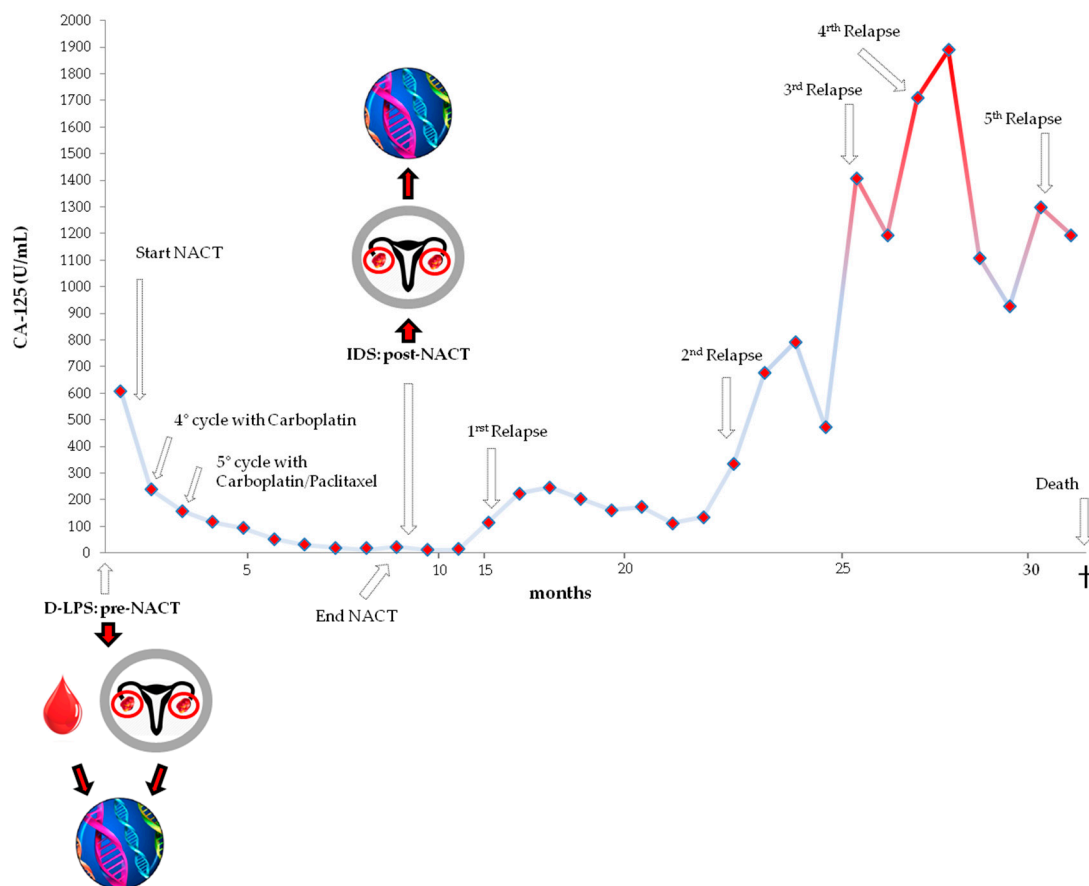 2000
1900
1800
1700
1600
1500
1400
1300
1200
1100
1000
900
800
700
600
500
400
300
200
100
0
CA-125 (U/mL)
Start NACT
4° cycle with Carboplatin
5° cycle with
Carboplatin/Paclitaxel
IDS: post-NACT
1rst Relapse
2nd Relapse
3rd Relapse
4rth Relapse
5th Relapse
Death
5
10
15
20
25
30
months
†
D-LPS: pre-NACT
End NACT